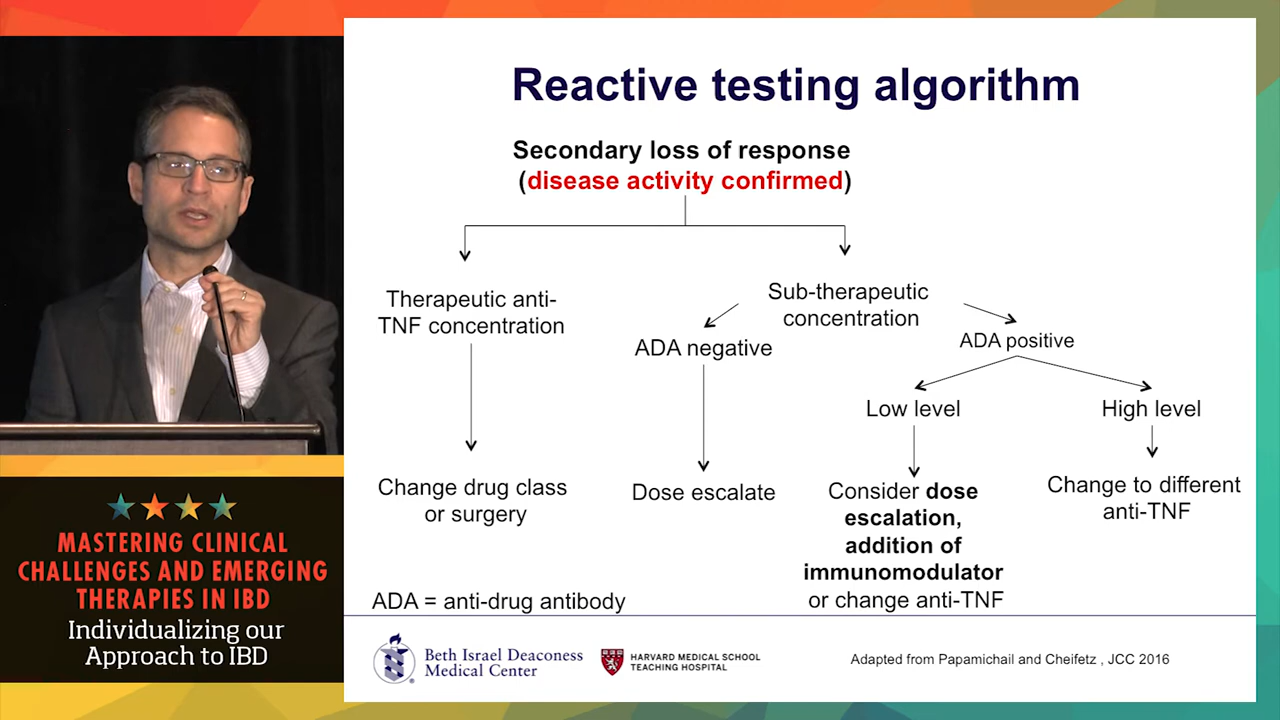 Reactive testing algorithm
Secondary loss of response
(disease activity confirmed)
Therapeutic anti-
TNF concentration
Sub-therapeutic
concentration
ADA negative
ADA positive
Low level
High level
Change drug class
or surgery
Dose escalate
Consider dose
escalation,
addition of
immunomodulator
or change anti-TNF
Change to different
anti-TNF
ADA = anti-drug antibody
Beth Israel Deaconess
Medical Center
HARVARD MEDICAL SCHOOL
TEACHING HOSPITAL
Adapted from Papamichail and Cheifetz , JCC 2016
MASTERING CLINICAL
CHALLENGES AND EMERGING
THERAPIES IN IBD
Individualizing our
Approach to IBD